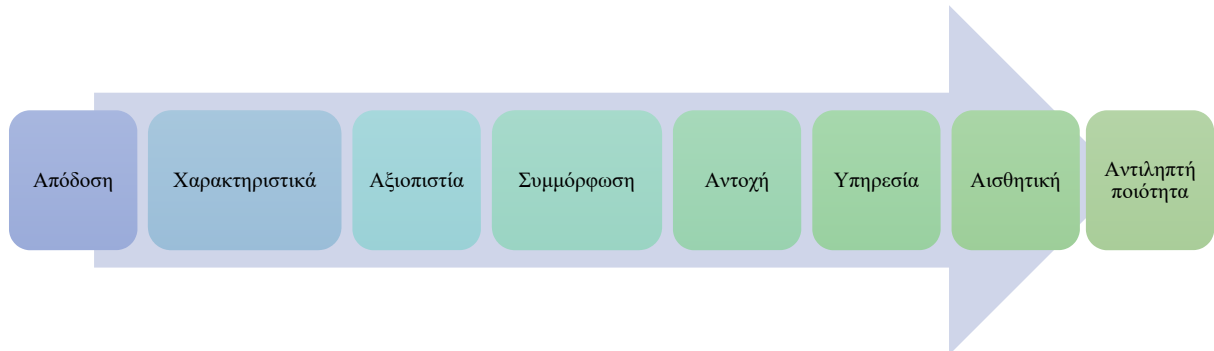 Απόδοση
Χαρακτηριστικά
Αξιοπιστία
Συμμόρφωση
Αντοχή
Υπηρεσία
Αισθητική
Αντιληπτή
ποιότητα